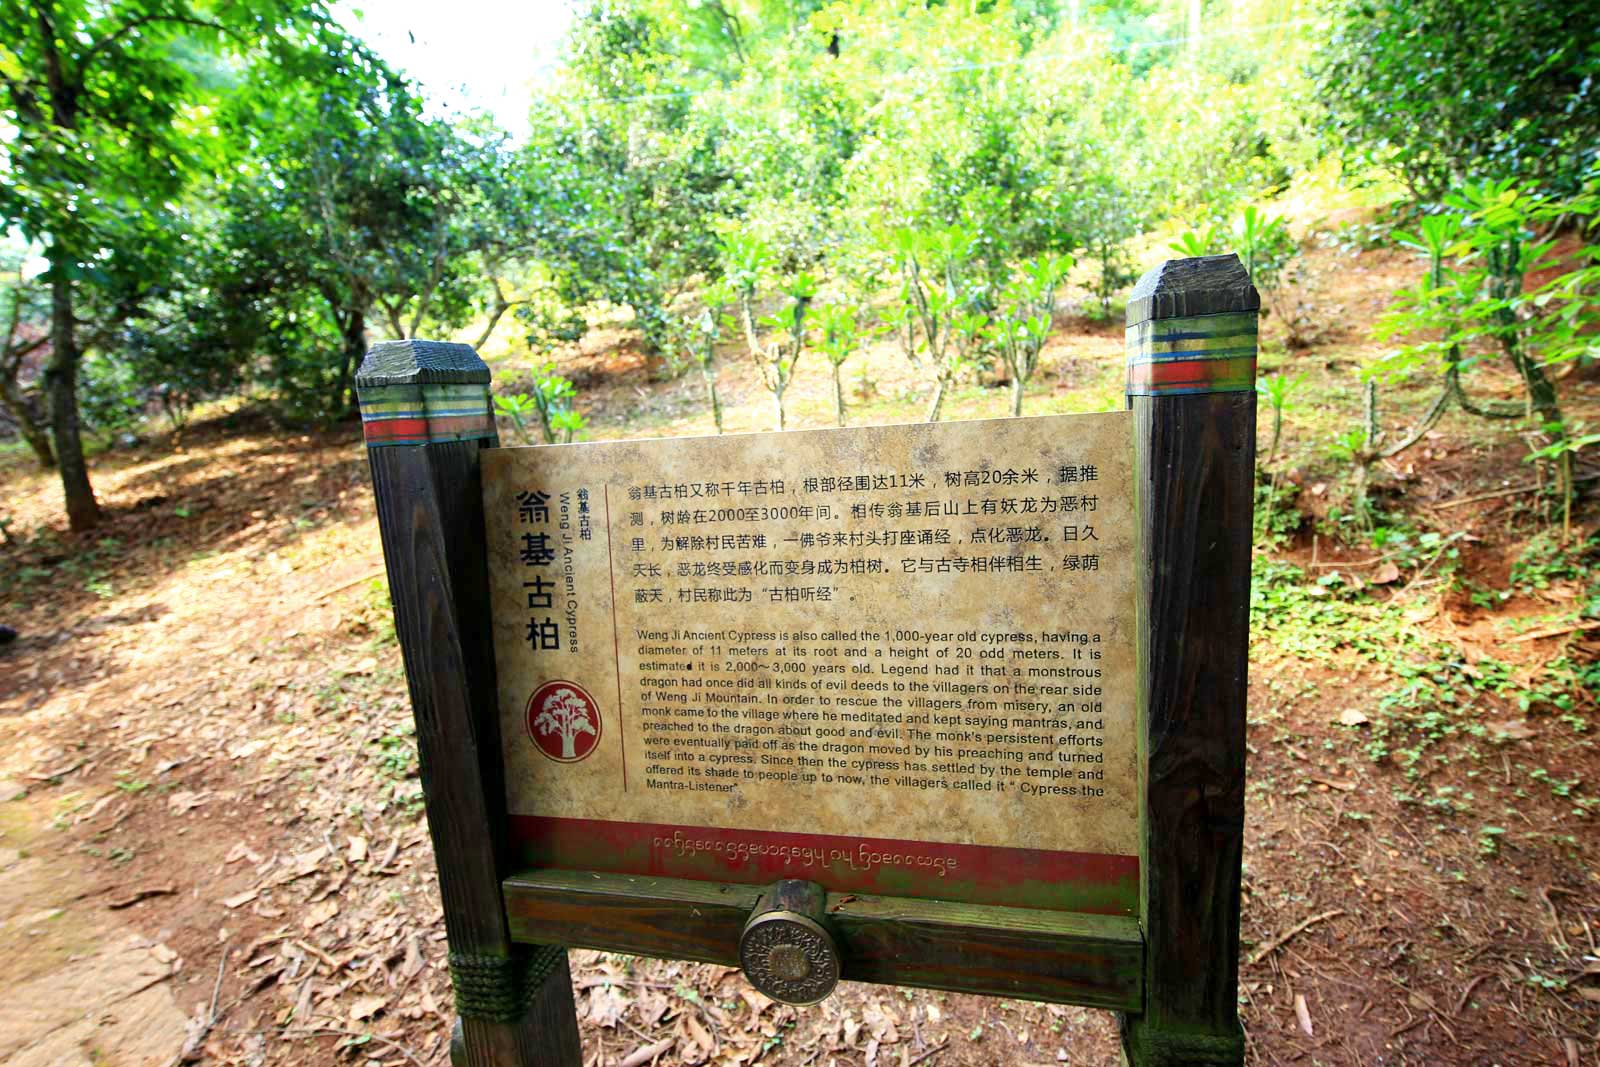 翁基古柏
翁基古柏
Weng Ji Ancient Cypress
翁基古柏又称千年古柏，根部径围达11米，树高20余米，据推
测，树龄在2000至3000年间。相传翁基后山上有妖龙为恶村
里，为解除村民苦难，一佛爷来村头打座诵经，点化恶龙。日久
天长，恶龙终受感化而变身成为柏树。它与古寺相伴相生，绿荫
蔽天，村民称此为“古柏听经”。
Weng Ji Ancient Cypress is also called the 1,000-year old cypress, having a
diameter of 11 meters at its root and a height of 20 odd meters. It is
estimated it is 2,000～3,000 years old. Legend had it that a monstrous
dragon had once did all kinds of evil deeds to the villagers on the rear side
of Weng Ji Mountain. In order to rescue the villagers from misery, an old
monk came to the village where he meditated and kept saying mantras, and
preached to the dragon about good and evil. The monk's persistent efforts
were eventually paid off as the dragon moved by his preaching and turned
itself into a cypress. Since then the cypress has settled by the temple and
offered its shade to people up to now, the villagers called it “ Cypress the
Mantra-Listener”.